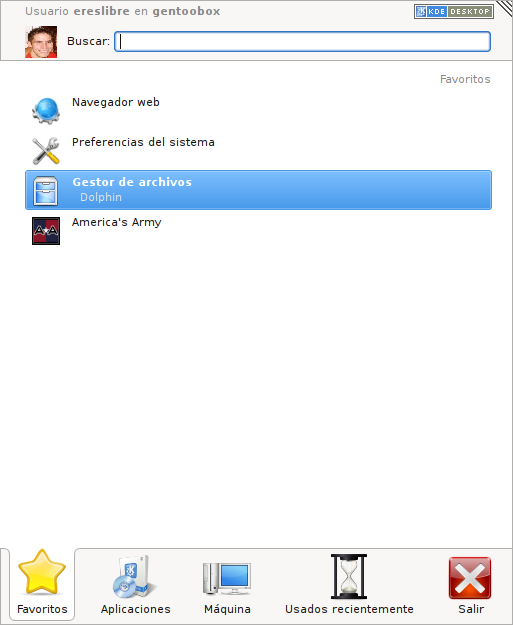 Usuario ereslibre en gentoobox
KDE DESKTOP
Buscar:
Favoritos
Navegador web
Preferencias del sistema
Gestor de archivos
Dolphin
America's Army
AA
Favoritos
Aplicaciones
Máquina
Usados recientemente
Salir